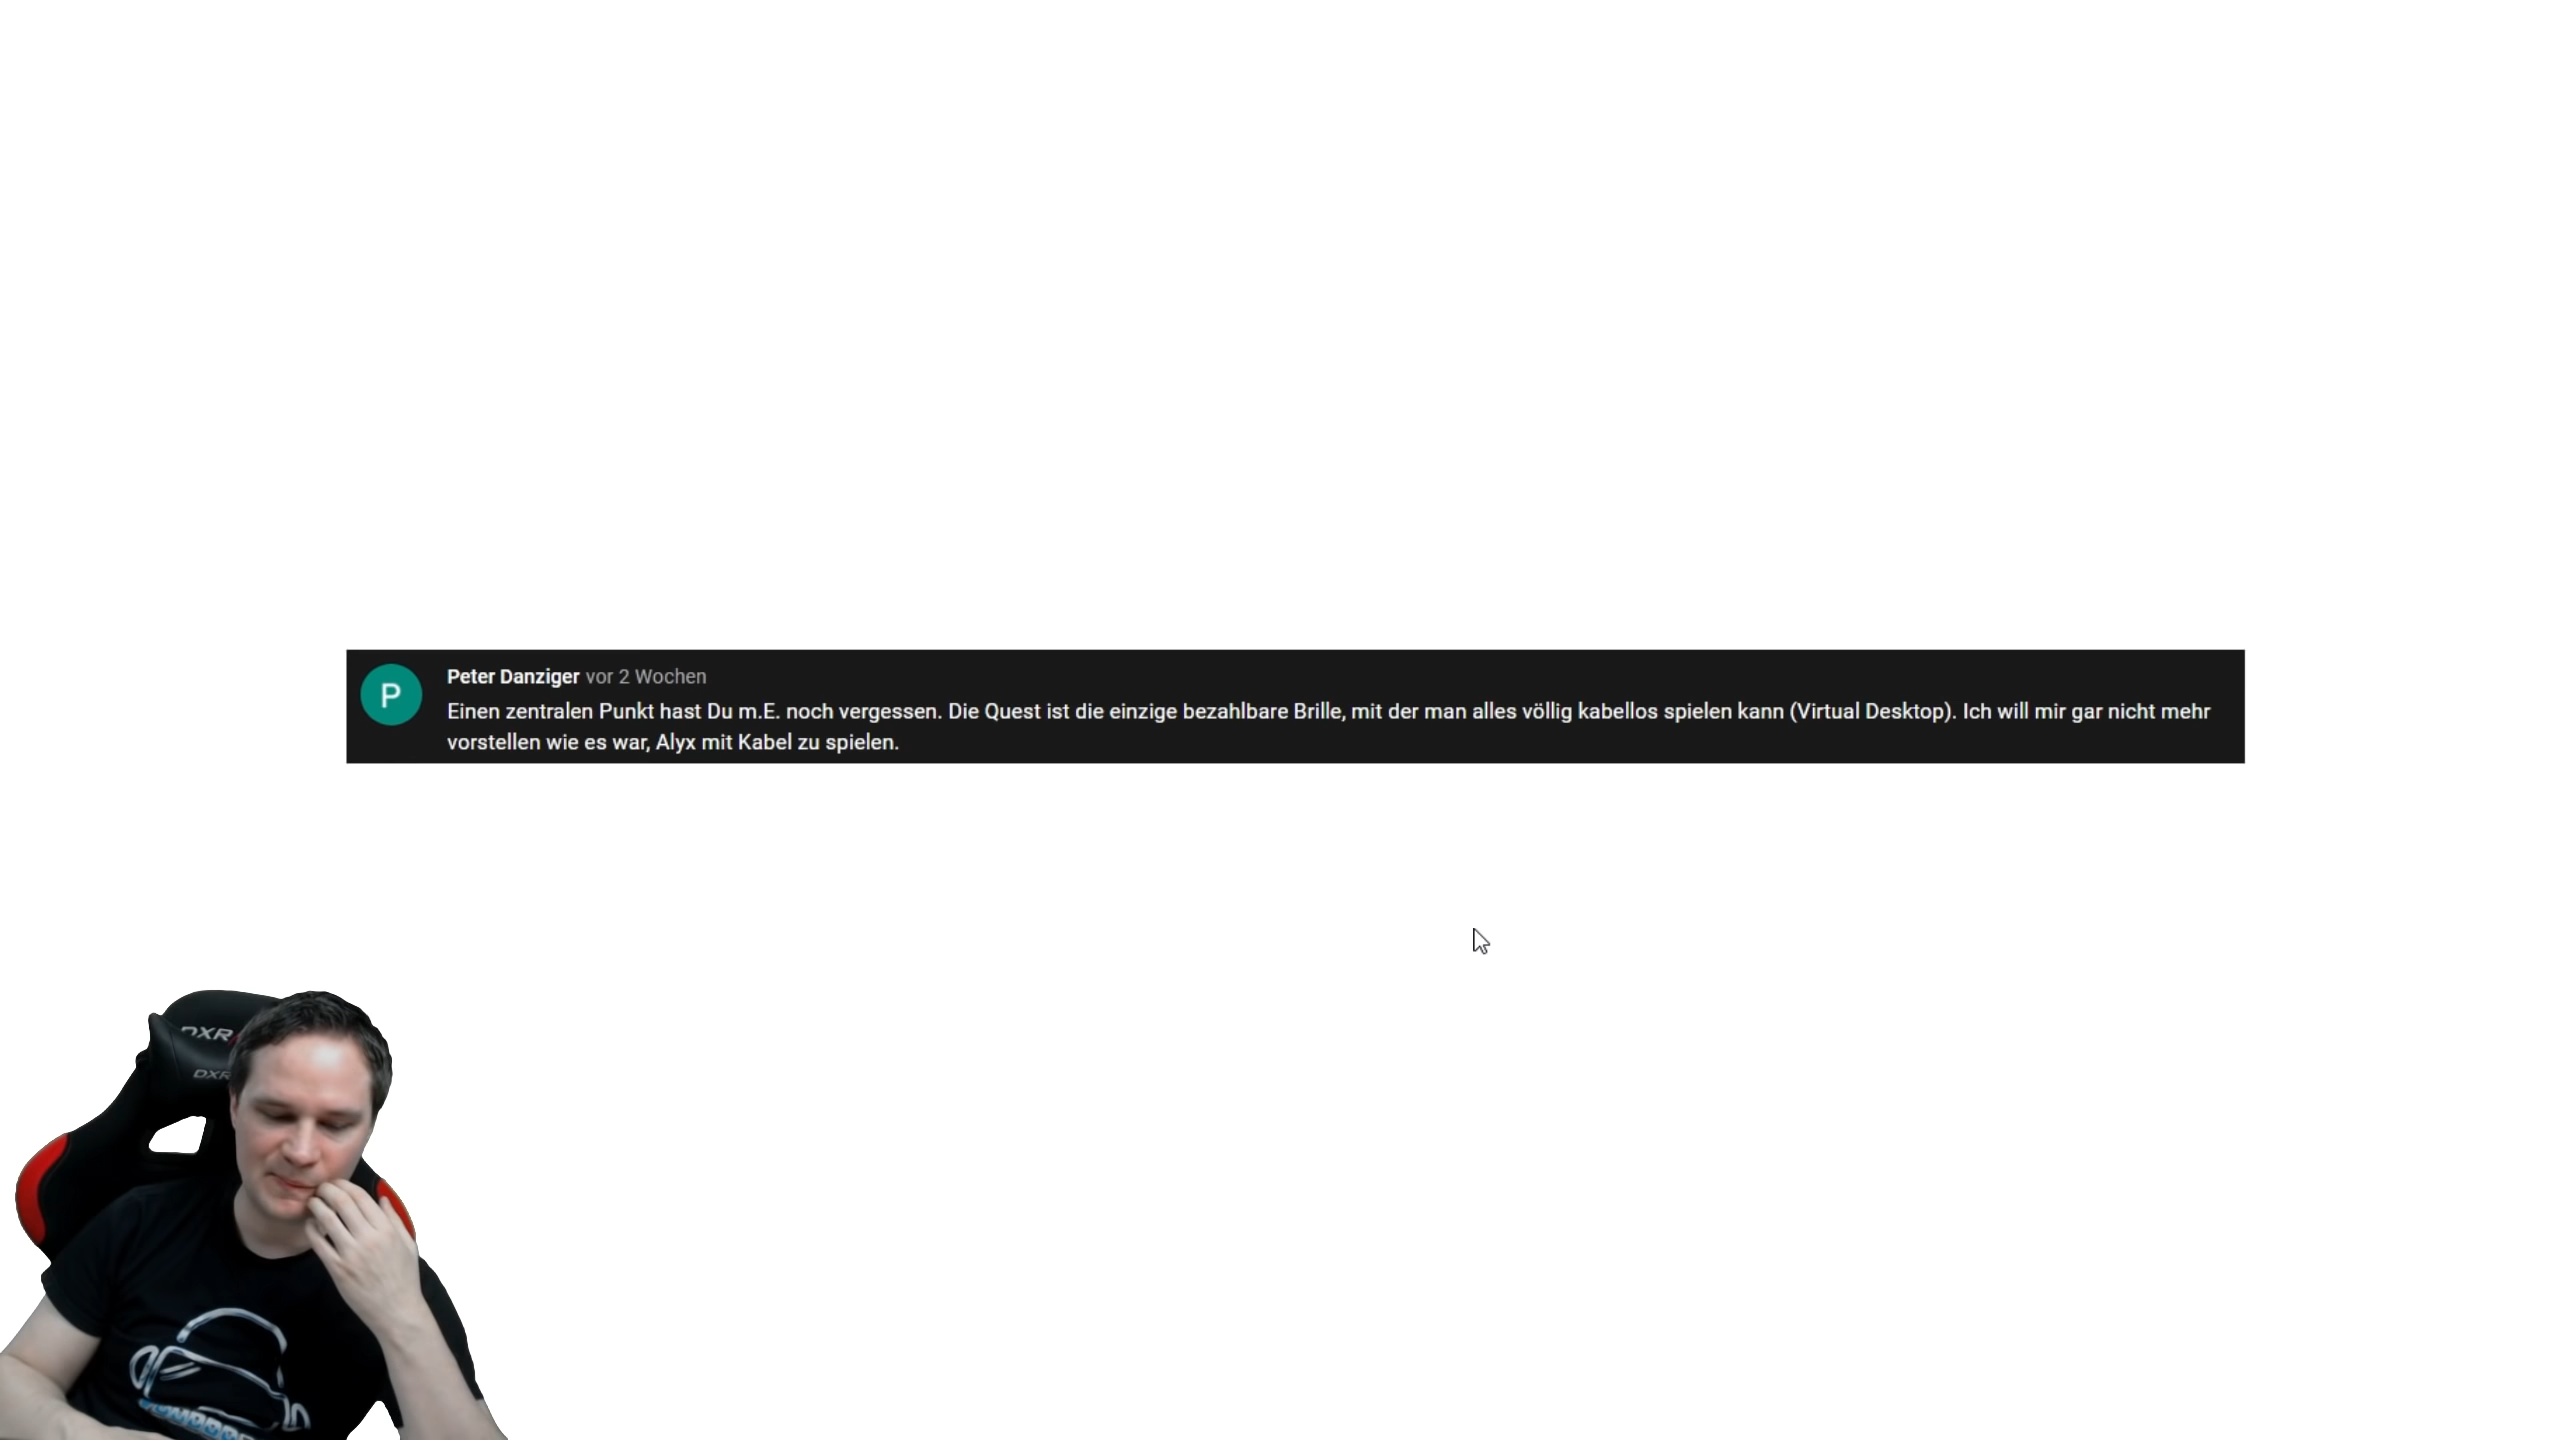 Peter Danziger vor 2 Wochen
Einen zentralen Punkt hast Du m.E. noch vergessen. Die Quest ist die einzige bezahlbare Brille, mit der man alles völlig kabellos spielen kann (Virtual Desktop). Ich will mir gar nicht mehr
vorstellen wie es war, Alyx mit Kabel zu spielen.
P
DXR
DXR